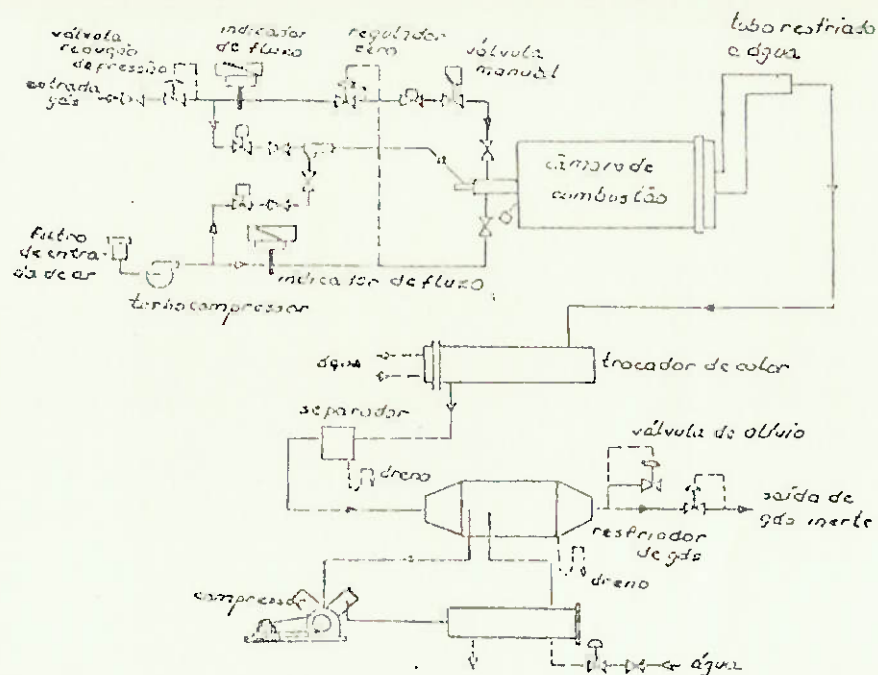 válvula
redução
de pressão
entrada
gás
indicador
de fluxo
regulador
zero
válvula
manual
tubo resfriado
a água
câmara de
combustão
filtro
de entra-
da de ar
turbocompressor
indicador de fluxo
água
trocador de calor
separador
dreno
válvula de alívio
saída de
gás inerte
resfriador
de gás
dreno
compressor
água